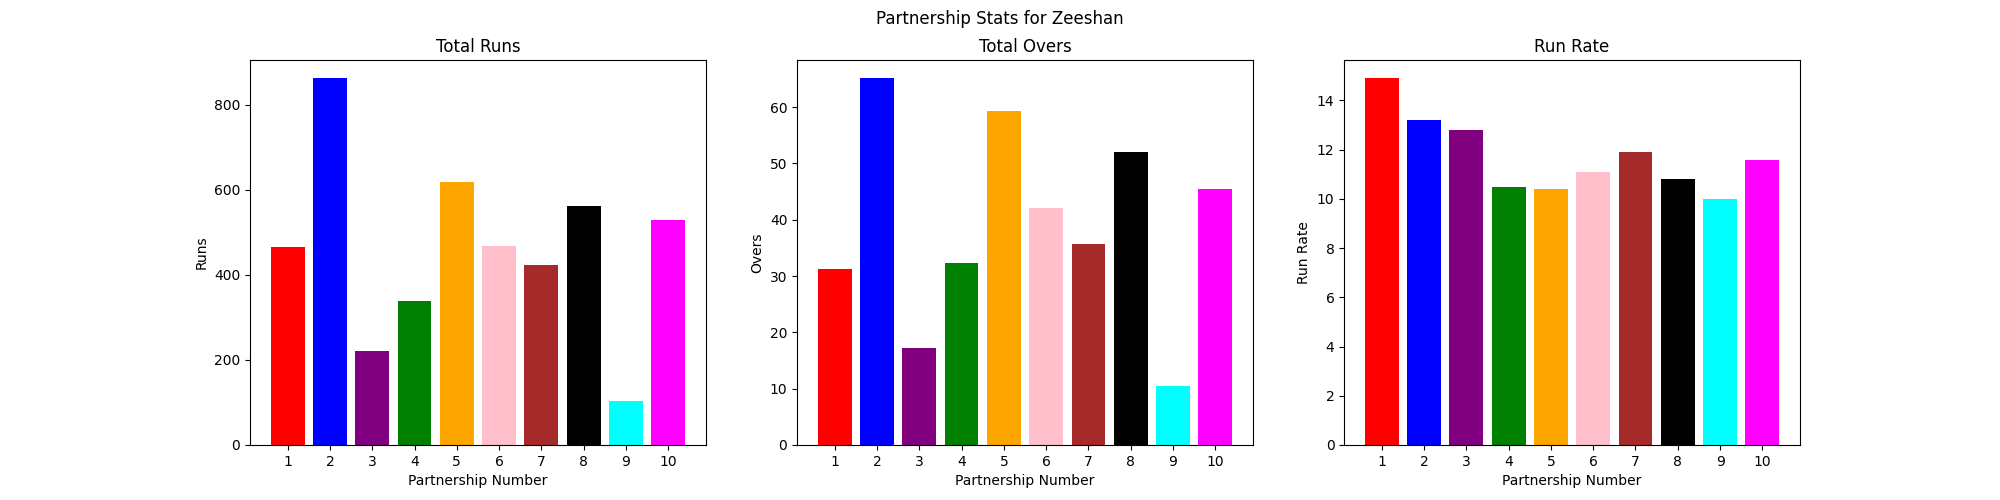 Partnership Stats for Zeeshan
Total Runs
Runs
800
600
400
200
0
1 2 3 4 5 6 7 8 9 10
Partnership Number
Total Overs
Overs
60
50
40
30
20
10
0
1 2 3 4 5 6 7 8 9 10
Partnership Number
Run Rate
Run Rate
14
12
10
8
6
4
2
0
1 2 3 4 5 6 7 8 9 10
Partnership Number